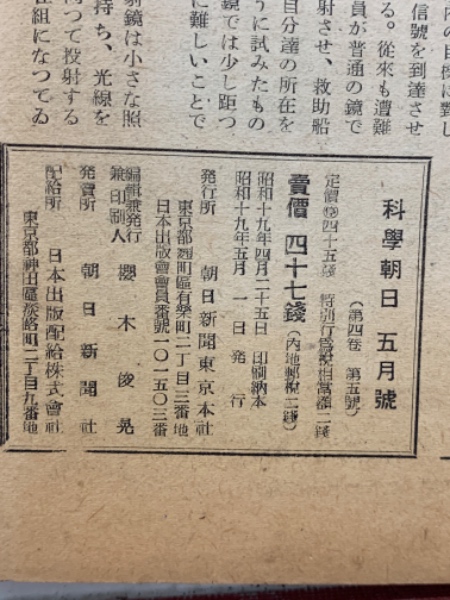 内の目標に對し
信號を到達させ
る。從來も遭難
員が普通の鏡で
射させ、救助船
自分達の所在を
うに試みたもの
鏡では少し距つ
に難しいことで
射鏡は小さな照
持ち、光線を
つて投射する
組になつてゐ
科學朝日 五月號
(第四卷 第五號)
定價㊞四十五錢 特別行爲稅相當額二錢
賣價 四十七錢(內地郵稅二錢)
昭和十九年四月二十五日 印刷納本
昭和十九年五月 一日 發行
發行所 朝日新聞東京本社
東京都麴町區有樂町二丁目三番地
日本出版會會員番號一〇一五〇三番
編輯兼發行
兼印刷人 櫻木俊晃
發賣所 朝日新聞社
配給所 日本出版配給株式會社
東京都神田區淡路町二丁目九番地